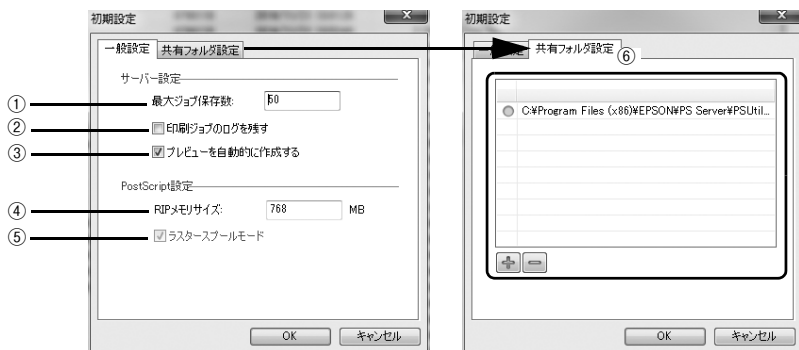 初期設定
一般設定 共有フォルダ設定
サーバー設定
① 最大ジョブ保存数: 50
② 印刷ジョブのログを残す
③ プレビューを自動的に作成する
PostScript設定
④ RIPメモリサイズ: 768 MB
⑤ ラスタースプールモード
OK キャンセル
初期設定
共有フォルダ設定
⑥
C:¥Program Files (x86)¥EPSON¥PS Server¥PSUtil...
OK キャンセル